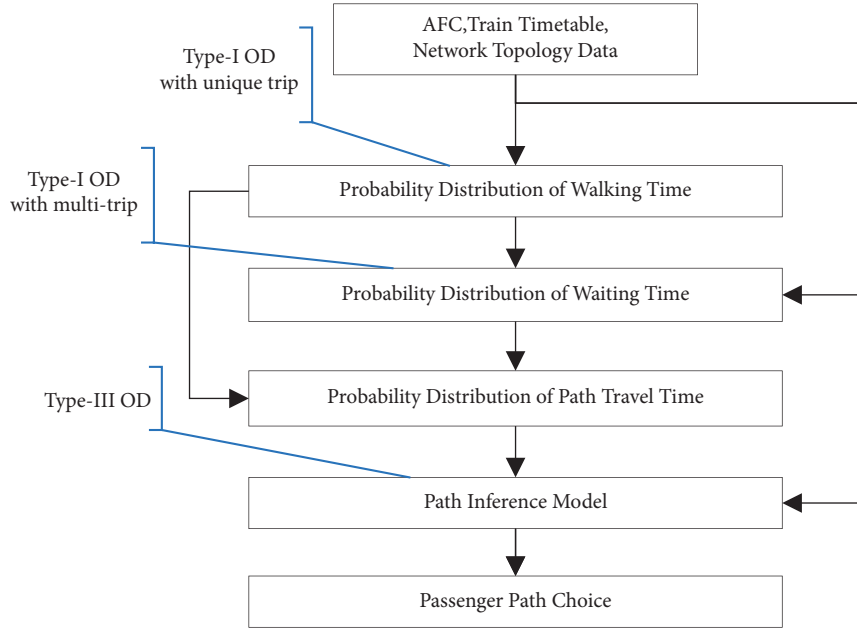 AFC,Train Timetable,
Network Topology Data
Type-I OD
with unique trip
Probability Distribution of Walking Time
Type-I OD
with multi-trip
Probability Distribution of Waiting Time
Probability Distribution of Path Travel Time
Type-III OD
Path Inference Model
Passenger Path Choice